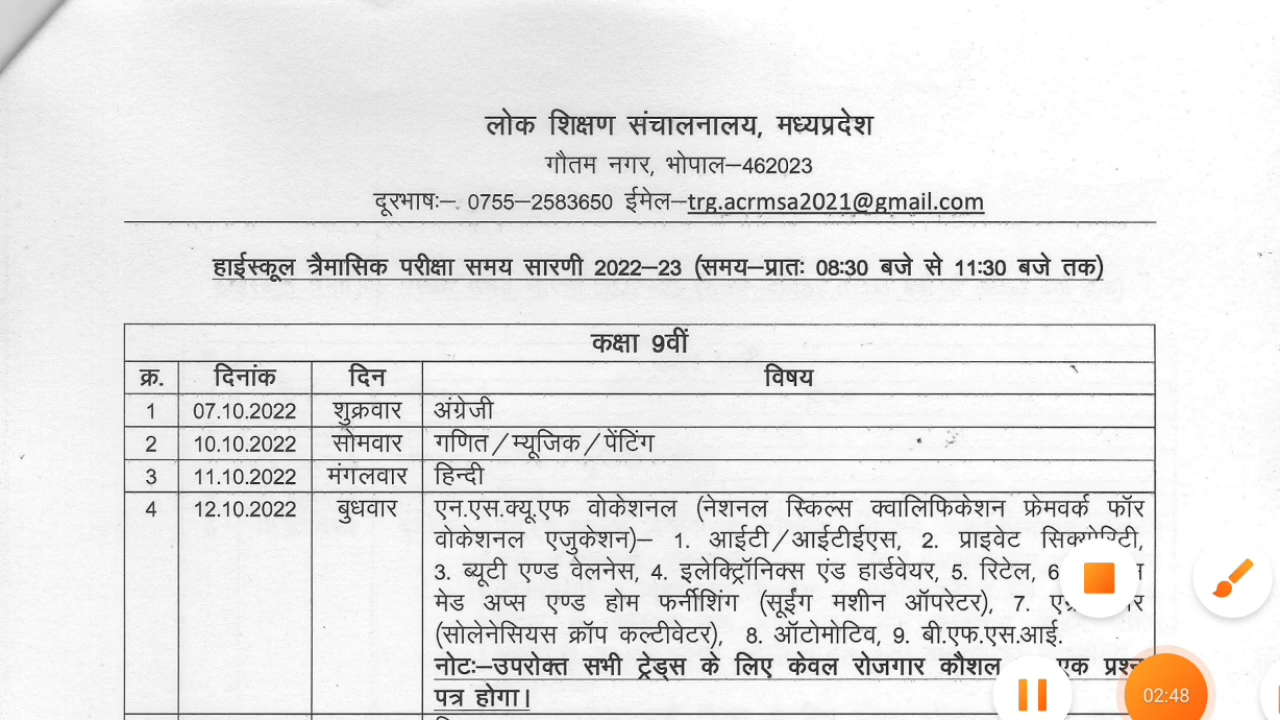 लोक शिक्षण संचालनालय, मध्यप्रदेश
गौतम नगर, भोपाल–462023
दूरभाषः–. 0755–2583650 ईमेल–trg.acrmsa2021@gmail.com
हाईस्कूल त्रैमासिक परीक्षा समय सारणी 2022–23 (समय–प्रातः 08:30 बजे से 11:30 बजे तक)
कक्षा 9वीं
क्र. दिनांक दिन विषय
1 07.10.2022 शुक्रवार अंग्रेजी
2 10.10.2022 सोमवार गणित/म्यूजिक/पेंटिंग
3 11.10.2022 मंगलवार हिन्दी
4 12.10.2022 बुधवार एन.एस.क्यू.एफ वोकेशनल (नेशनल स्किल्स क्वालिफिकेशन फ्रेमवर्क फॉर
वोकेशनल एजुकेशन)– 1. आईटी/आईटीईएस, 2. प्राइवेट सिक्योरिटी,
3. ब्यूटी एण्ड वेलनेस, 4. इलेक्ट्रॉनिक्स एंड हार्डवेयर, 5. रिटेल, 6
मेड अप्स एण्ड होम फर्नीशिंग (सूईंग मशीन ऑपरेटर), 7.
(सोलेनेसियस क्रॉप कल्टीवेटर), 8. ऑटोमोटिव, 9. बी.एफ.एस.आई.
नोटः–उपरोक्त सभी ट्रेड्स के लिए केवल रोजगार कौशल एक प्रश्न
पत्र होगा।
02:48